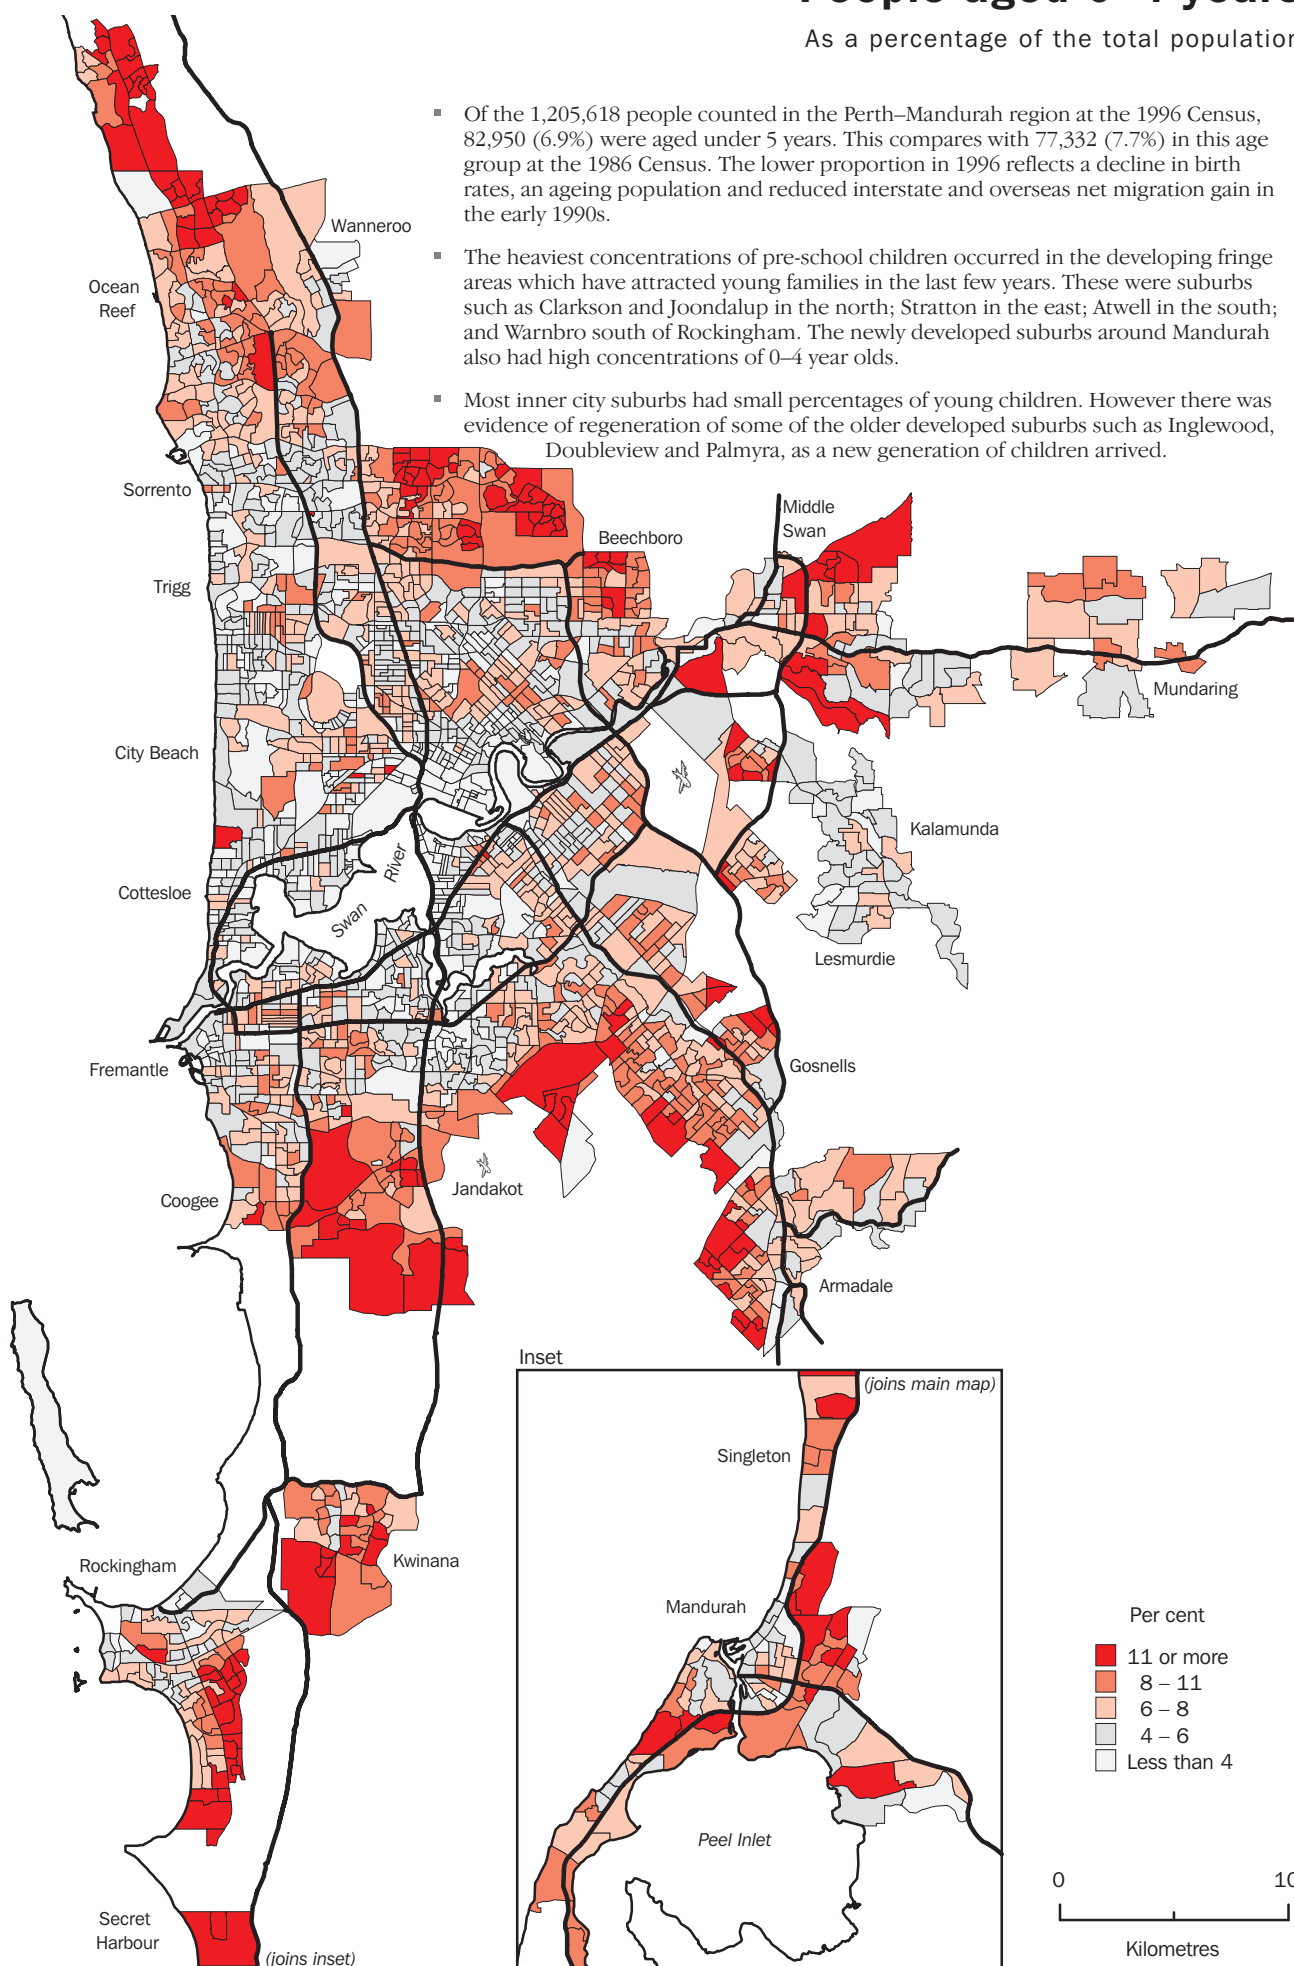 As a percentage of the total population
▪ Of the 1,205,618 people counted in the Perth–Mandurah region at the 1996 Census,
82,950 (6.9%) were aged under 5 years. This compares with 77,332 (7.7%) in this age
group at the 1986 Census. The lower proportion in 1996 reflects a decline in birth
rates, an ageing population and reduced interstate and overseas net migration gain in
the early 1990s.
▪ The heaviest concentrations of pre-school children occurred in the developing fringe
areas which have attracted young families in the last few years. These were suburbs
such as Clarkson and Joondalup in the north; Stratton in the east; Atwell in the south;
and Warnbro south of Rockingham. The newly developed suburbs around Mandurah
also had high concentrations of 0–4 year olds.
▪ Most inner city suburbs had small percentages of young children. However there was
evidence of regeneration of some of the older developed suburbs such as Inglewood,
Doubleview and Palmyra, as a new generation of children arrived.
Wanneroo
Ocean
Reef
Sorrento
Middle
Swan
Beechboro
Trigg
Mundaring
City Beach
Kalamunda
River
Cottesloe
Swan
Lesmurdie
Fremantle
Gosnells
Jandakot
Coogee
Armadale
Inset
(joins main map)
Singleton
Rockingham
Kwinana
Mandurah
Per cent
11 or more
8 – 11
6 – 8
4 – 6
Less than 4
Peel Inlet
0
10
Kilometres
Secret
Harbour
(joins inset)